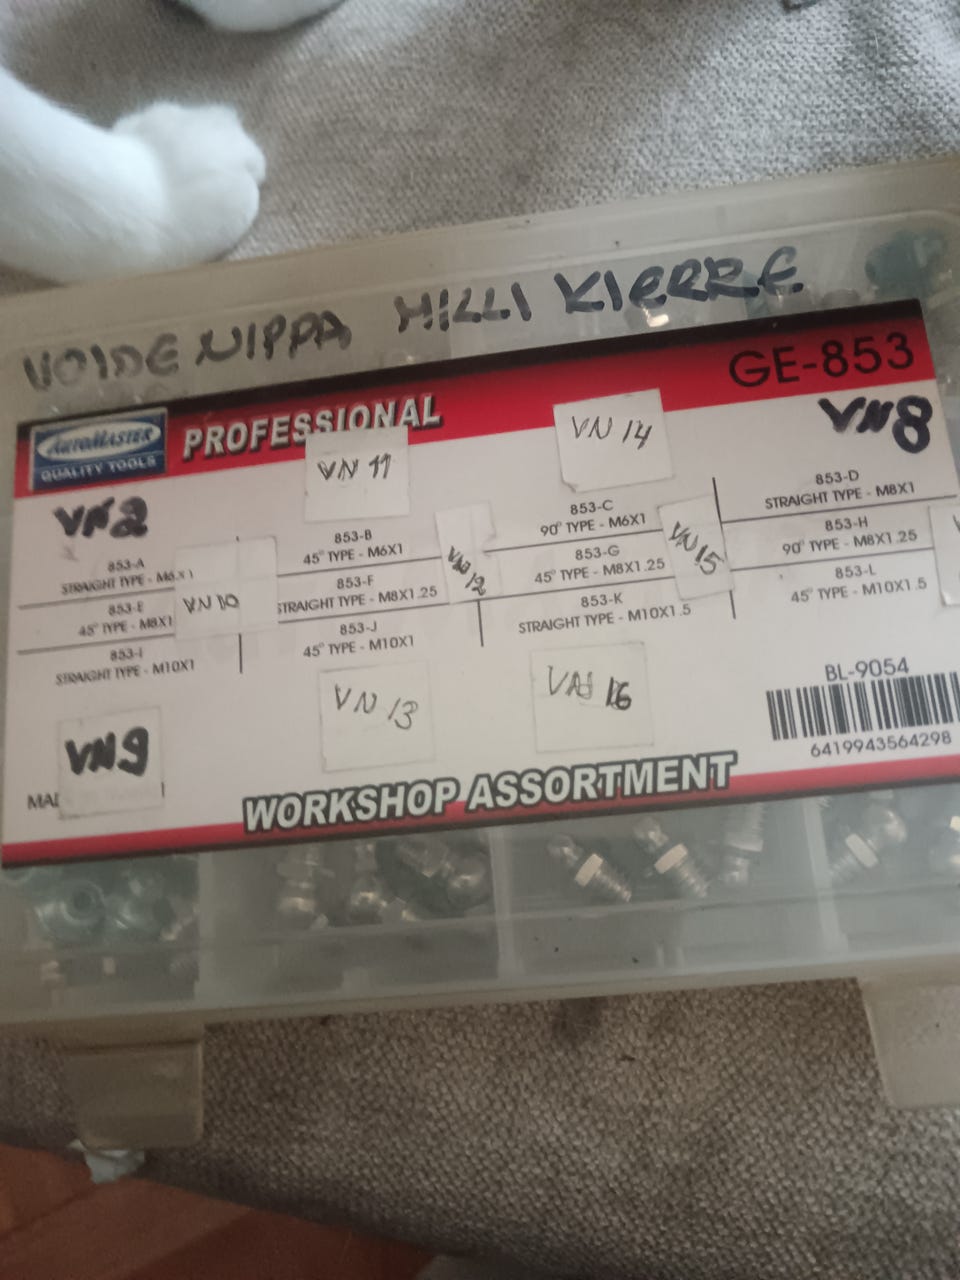 VOIDE NIPPA MILLI KIERRE
GE-853
AUTOMASTER
QUALITY TOOLS
PROFESSIONAL
VN 11
VN 14
VN8
VN2
853-A
STRAIGHT TYPE - M6X1
853-B
45° TYPE - M6X1
853-C
90° TYPE - M6X1
853-D
STRAIGHT TYPE - M8X1
VN 10
VN 12
VN 15
853-E
45° TYPE - M8X1
853-F
STRAIGHT TYPE - M8X1.25
853-G
45° TYPE - M8X1.25
853-H
90° TYPE - M8X1.25
853-I
STRAIGHT TYPE - M10X1
853-J
45° TYPE - M10X1
853-K
STRAIGHT TYPE - M10X1.5
853-L
45° TYPE - M10X1.5
VN9
VN 13
VN 16
BL-9054
6419943564298
WORKSHOP ASSORTMENT